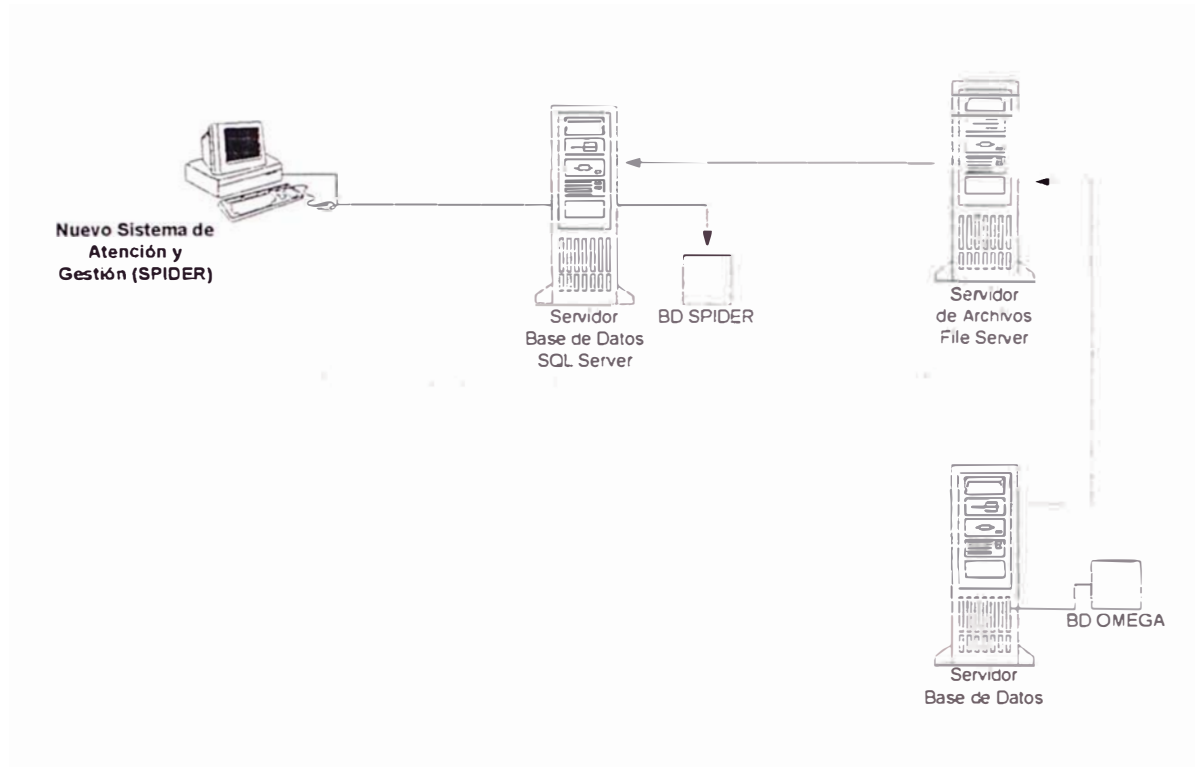 Nuevo Sistema de
Atención y
Gestión (SPIDER)
Servidor
Base de Datos
SQL Server
BD SPIDER
Servidor
de Archivos
File Server
BD OMEGA
Servidor
Base de Datos